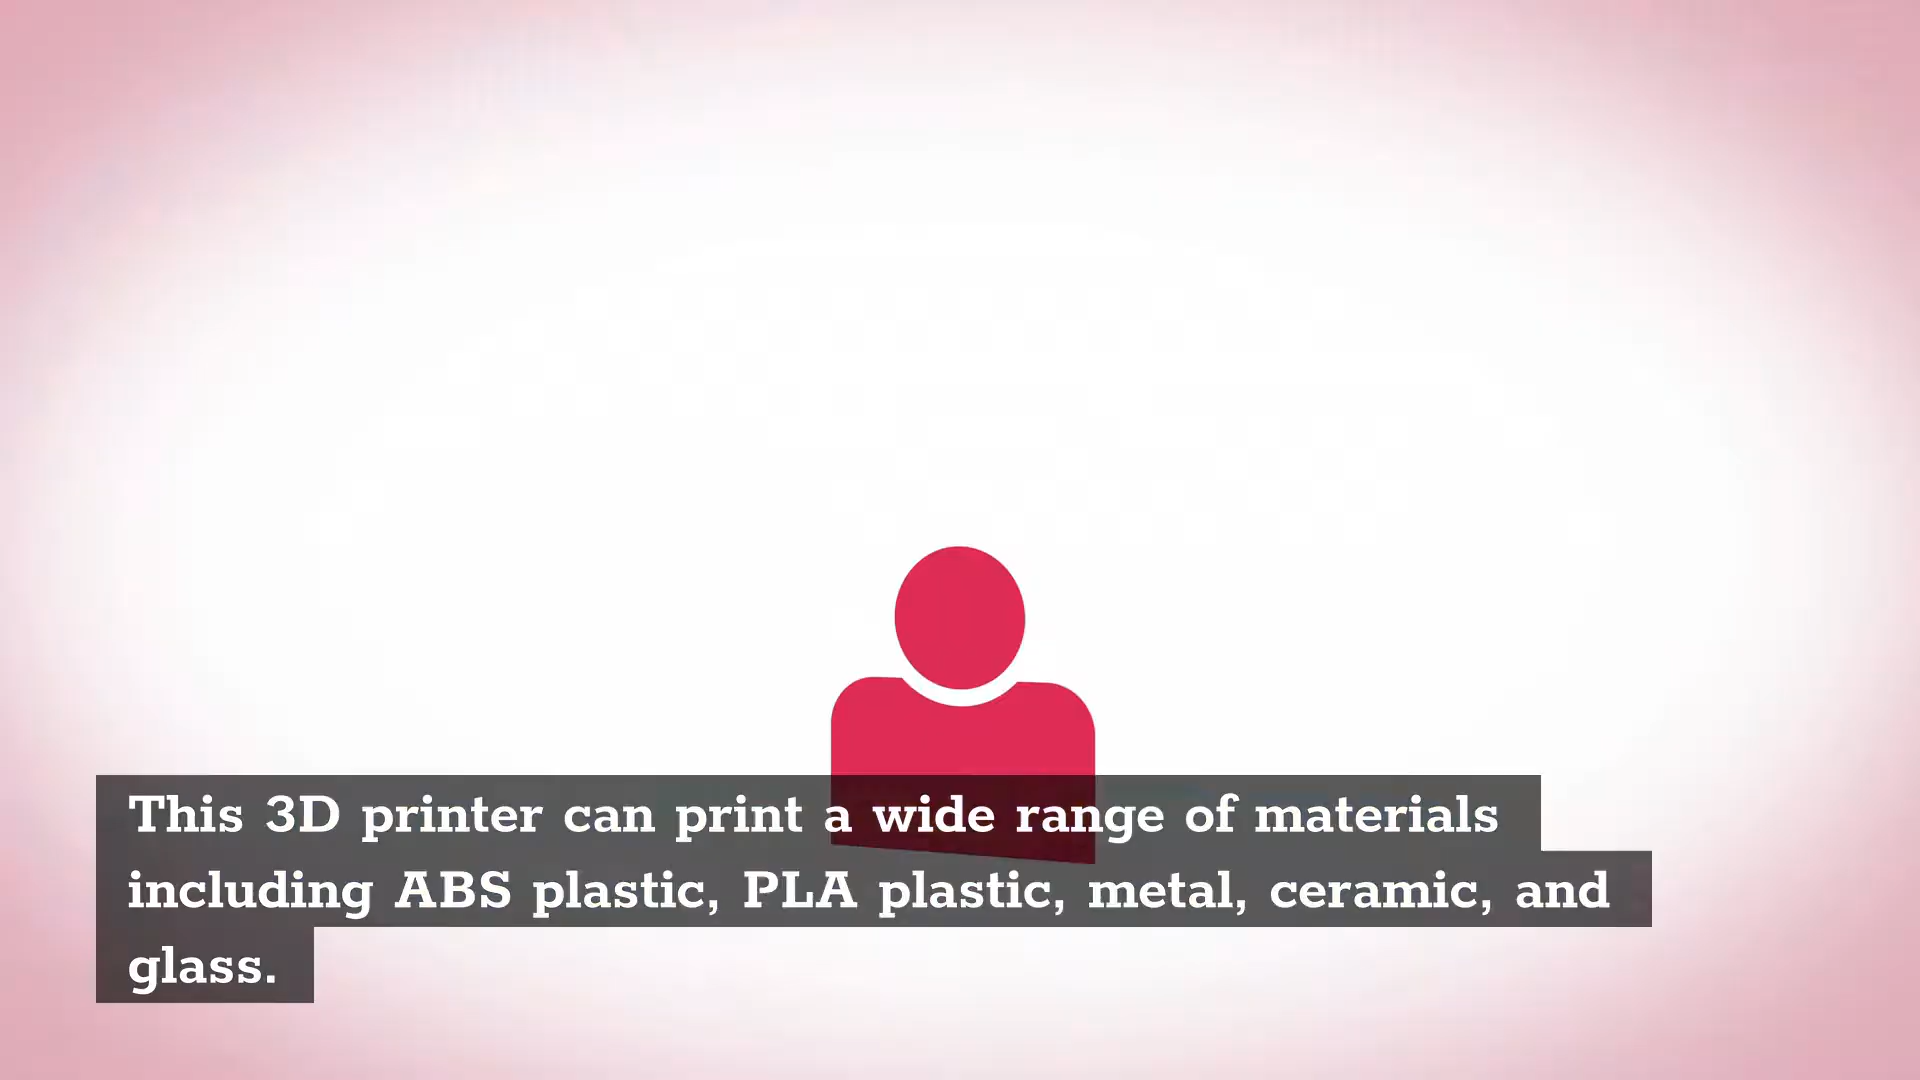 This 3D printer can print a wide range of materials
including ABS plastic, PLA plastic, metal, ceramic, and
glass.